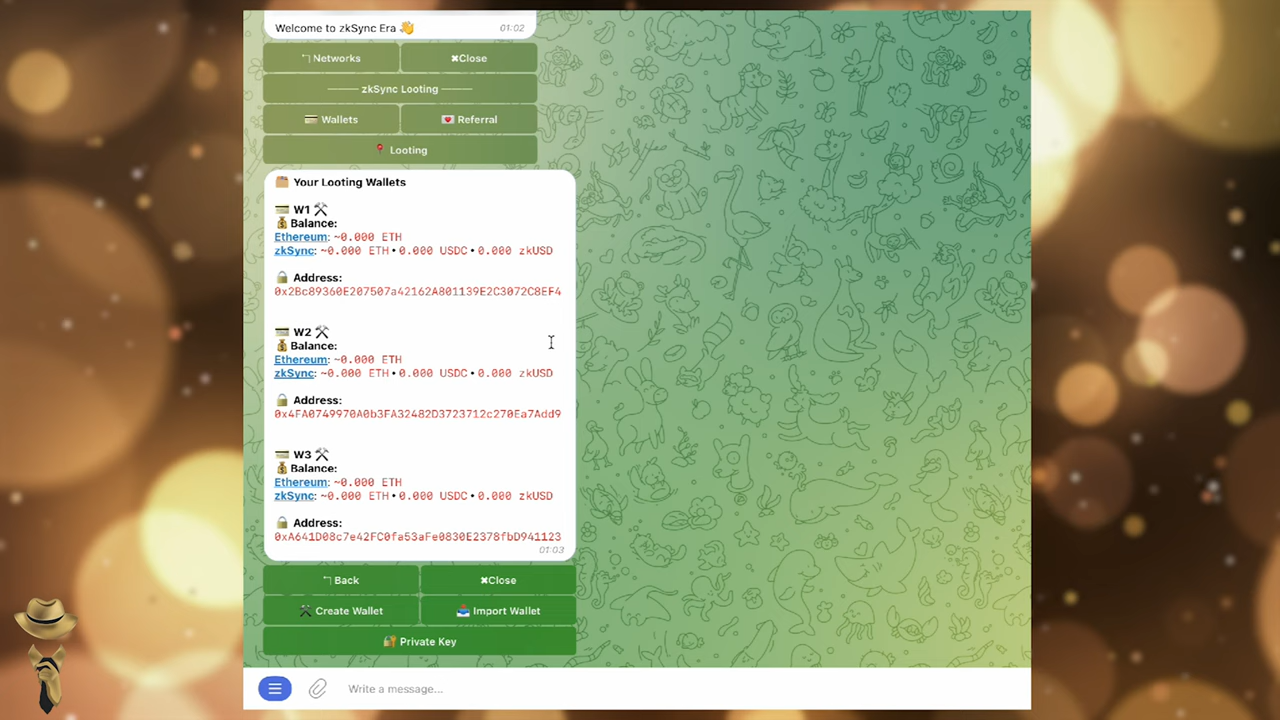 Welcome to zkSync Era 👋 01:02
Networks ✖Close
zkSync Looting
Wallets Referral
Looting
Your Looting Wallets
W1
Balance:
Ethereum: ~0.000 ETH
zkSync: ~0.000 ETH • 0.000 USDC • 0.000 zkUSD
Address:
0x2Bc89360E207507a42162A801139E2C3072C8EF4
W2
Balance:
Ethereum: ~0.000 ETH
zkSync: ~0.000 ETH • 0.000 USDC • 0.000 zkUSD
Address:
0x4FA0749970A0b3FA32482D3723712c270Ea7Add9
W3
Balance:
Ethereum: ~0.000 ETH
zkSync: ~0.000 ETH • 0.000 USDC • 0.000 zkUSD
Address:
0xA641D08c7e42FC0fa53aFe0830E2378fbD941123
01:03
Back ✖Close
Create Wallet Import Wallet
Private Key
Write a message...